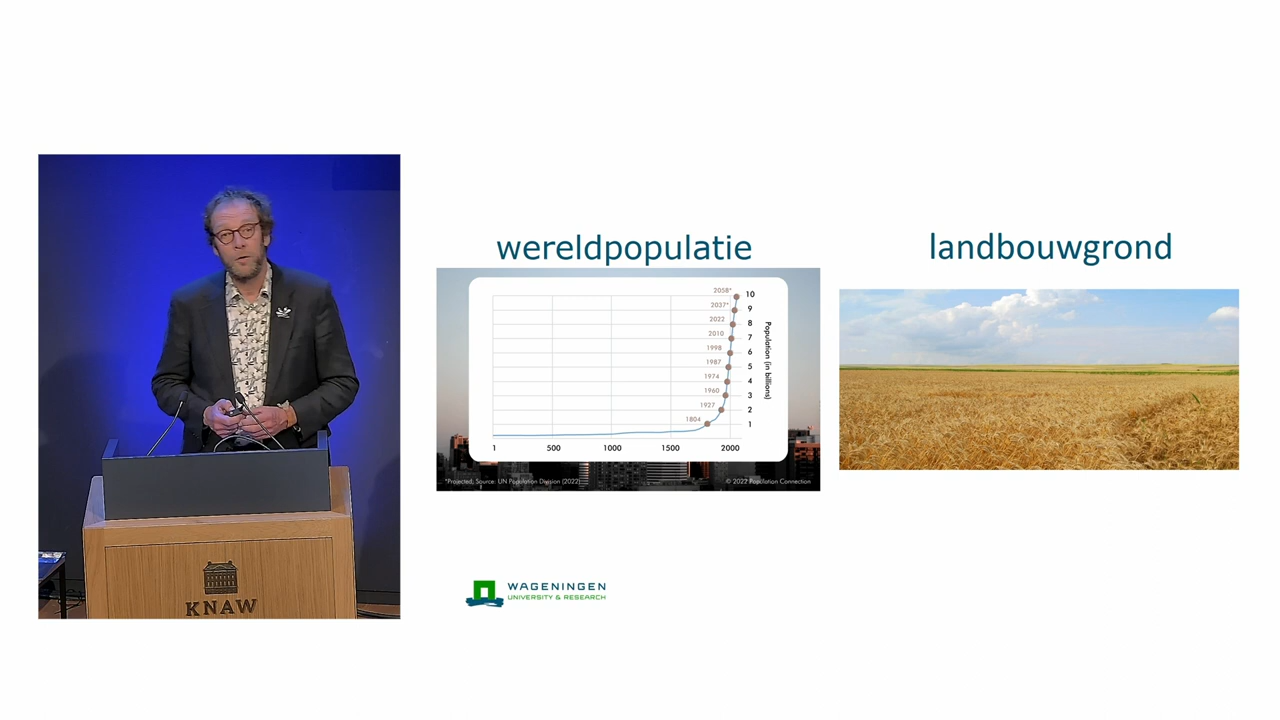 wereldpopulatie
landbouwgrond
2058*
10
2037*
9
2022
8
2010
7
1998
6
1987
5
1974
4
1960
3
1927
2
1804
1
Population (in billions)
1 500 1000 1500 2000
*Projected, Source: UN Population Division (2022)
© 2022 Population Connection
WAGENINGEN
UNIVERSITY & RESEARCH
KNAW